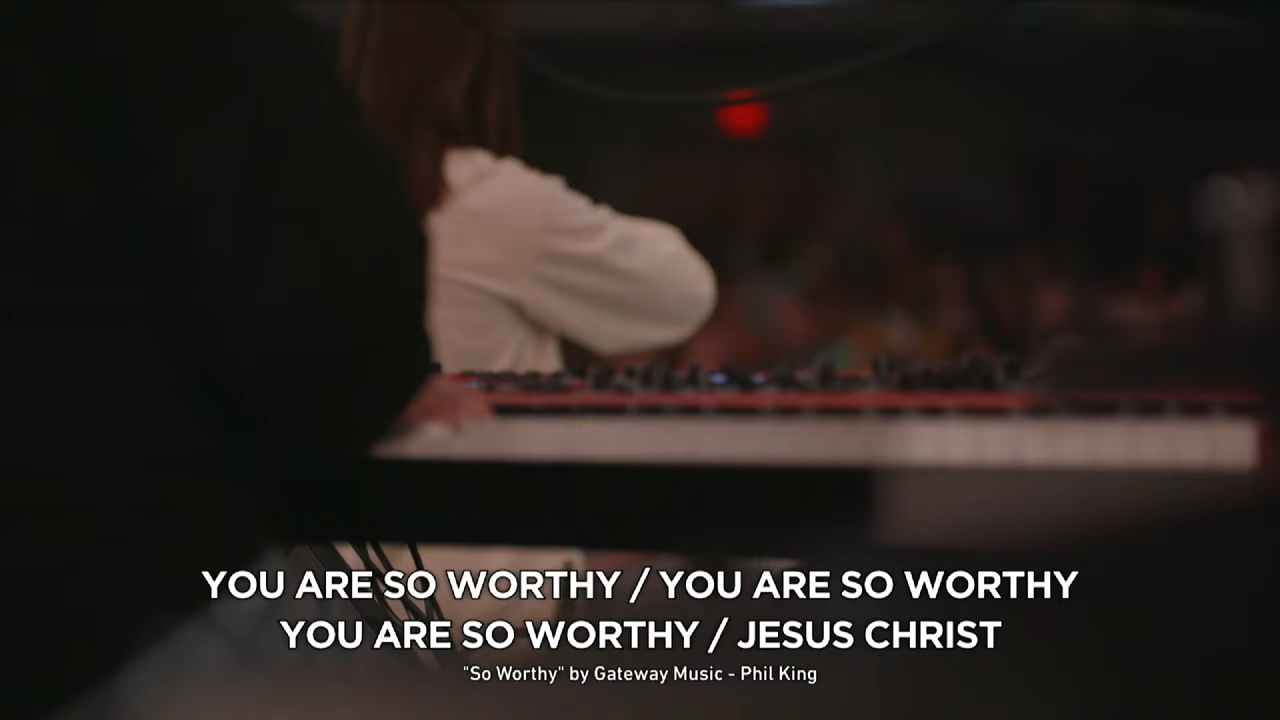 YOU ARE SO WORTHY / YOU ARE SO WORTHY
YOU ARE SO WORTHY / JESUS CHRIST
"So Worthy" by Gateway Music - Phil King